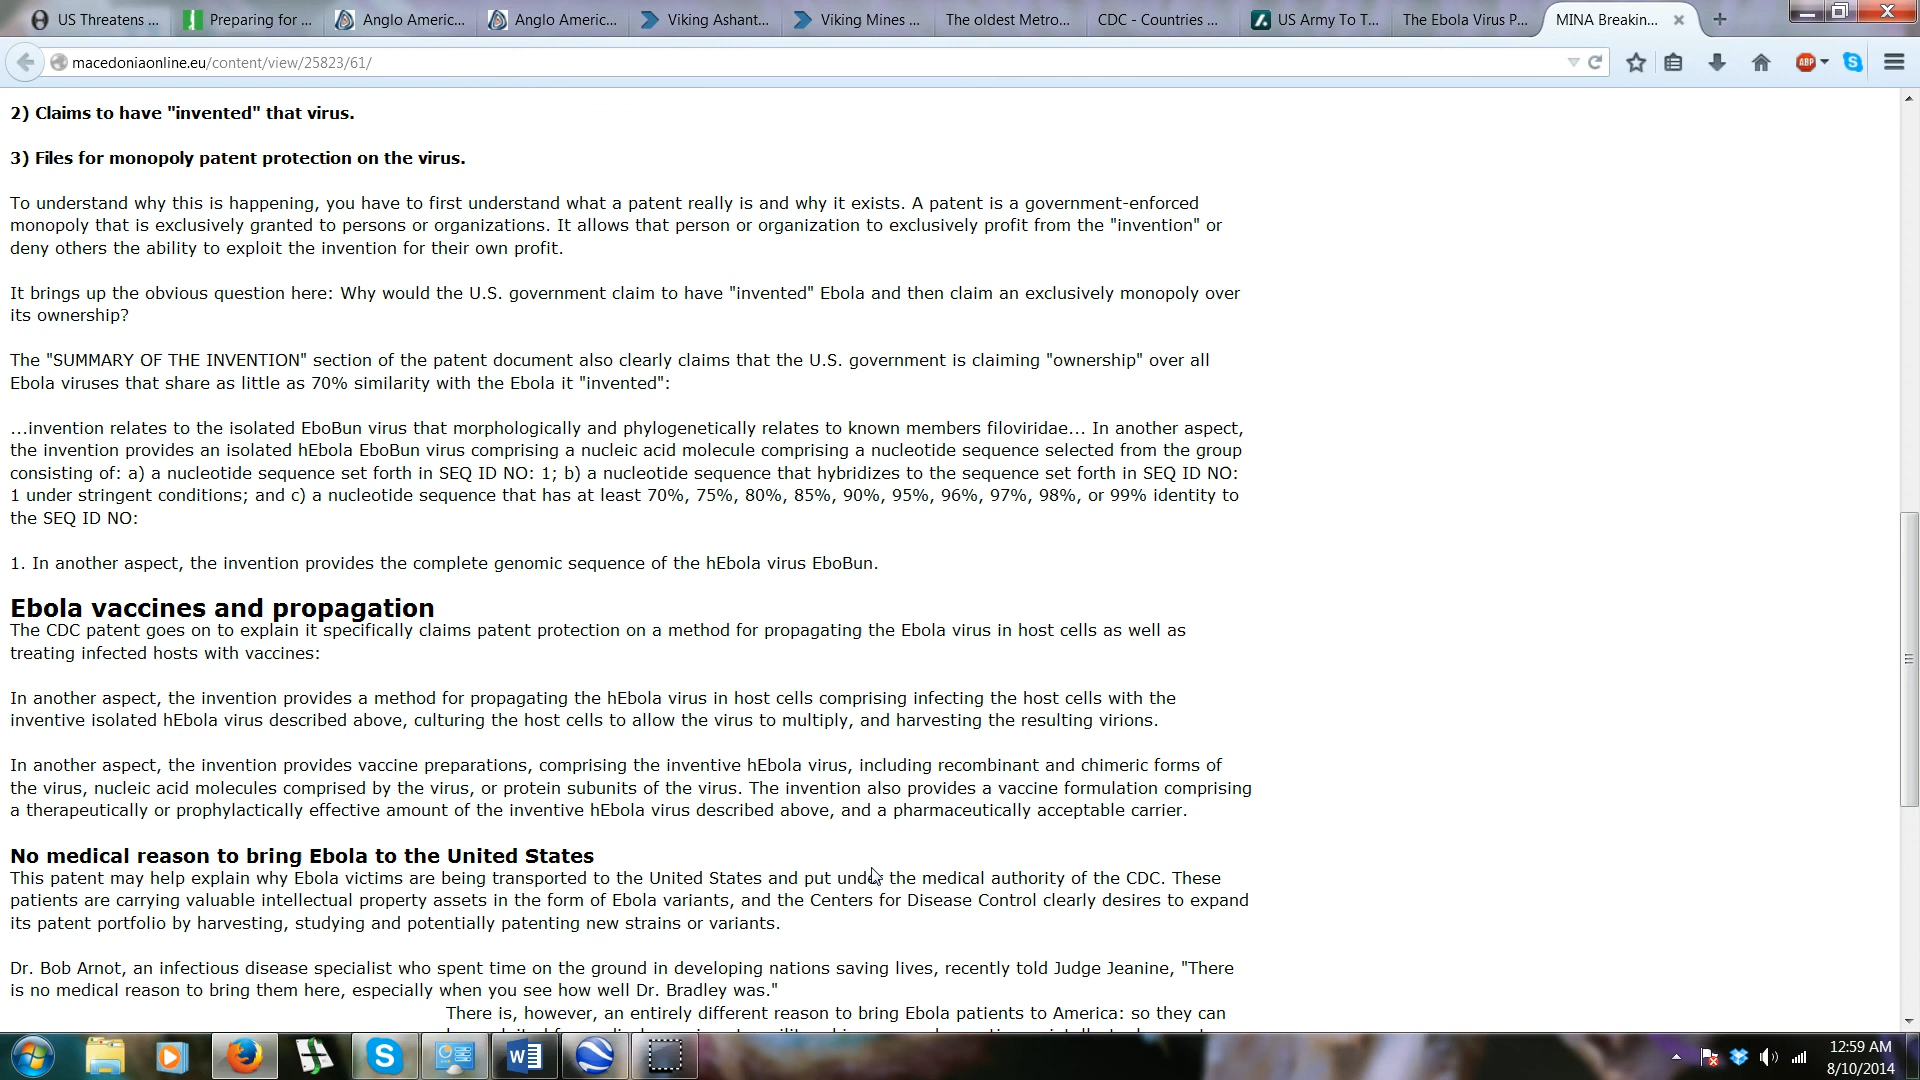 US Threatens ...
Preparing for ...
Anglo Americ...
Anglo Americ...
Viking Ashant...
Viking Mines ...
The oldest Metro...
CDC - Countries ...
US Army To T...
The Ebola Virus P...
MINA Breakin...
macedoniaonline.eu/content/view/25823/61/
ABP
2) Claims to have "invented" that virus.
3) Files for monopoly patent protection on the virus.
To understand why this is happening, you have to first understand what a patent really is and why it exists. A patent is a government-enforced
monopoly that is exclusively granted to persons or organizations. It allows that person or organization to exclusively profit from the "invention" or
deny others the ability to exploit the invention for their own profit.
It brings up the obvious question here: Why would the U.S. government claim to have "invented" Ebola and then claim an exclusively monopoly over
its ownership?
The "SUMMARY OF THE INVENTION" section of the patent document also clearly claims that the U.S. government is claiming "ownership" over all
Ebola viruses that share as little as 70% similarity with the Ebola it "invented":
...invention relates to the isolated EboBun virus that morphologically and phylogenetically relates to known members filoviridae... In another aspect,
the invention provides an isolated hEbola EboBun virus comprising a nucleic acid molecule comprising a nucleotide sequence selected from the group
consisting of: a) a nucleotide sequence set forth in SEQ ID NO: 1; b) a nucleotide sequence that hybridizes to the sequence set forth in SEQ ID NO:
1 under stringent conditions; and c) a nucleotide sequence that has at least 70%, 75%, 80%, 85%, 90%, 95%, 96%, 97%, 98%, or 99% identity to
the SEQ ID NO:
1. In another aspect, the invention provides the complete genomic sequence of the hEbola virus EboBun.
Ebola vaccines and propagation
The CDC patent goes on to explain it specifically claims patent protection on a method for propagating the Ebola virus in host cells as well as
treating infected hosts with vaccines:
In another aspect, the invention provides a method for propagating the hEbola virus in host cells comprising infecting the host cells with the
inventive isolated hEbola virus described above, culturing the host cells to allow the virus to multiply, and harvesting the resulting virions.
In another aspect, the invention provides vaccine preparations, comprising the inventive hEbola virus, including recombinant and chimeric forms of
the virus, nucleic acid molecules comprised by the virus, or protein subunits of the virus. The invention also provides a vaccine formulation comprising
a therapeutically or prophylactically effective amount of the inventive hEbola virus described above, and a pharmaceutically acceptable carrier.
No medical reason to bring Ebola to the United States
This patent may help explain why Ebola victims are being transported to the United States and put under the medical authority of the CDC. These
patients are carrying valuable intellectual property assets in the form of Ebola variants, and the Centers for Disease Control clearly desires to expand
its patent portfolio by harvesting, studying and potentially patenting new strains or variants.
Dr. Bob Arnot, an infectious disease specialist who spent time on the ground in developing nations saving lives, recently told Judge Jeanine, "There
is no medical reason to bring them here, especially when you see how well Dr. Bradley was."
There is, however, an entirely different reason to bring Ebola patients to America: so they can
12:59 AM
8/10/2014